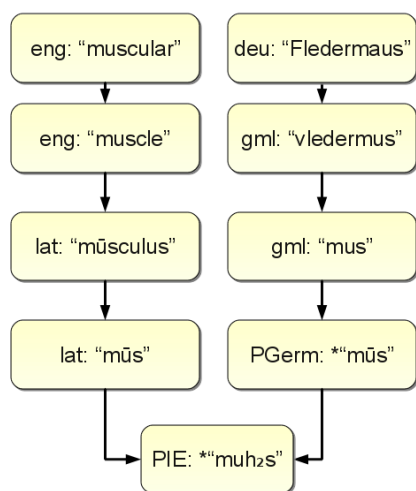 eng: “muscular”
deu: “Fledermaus”
eng: “muscle”
gml: “vledermus”
lat: “mūsculus”
gml: “mus”
lat: “mūs”
PGerm: *“mūs”
PIE: *“muh₂s”